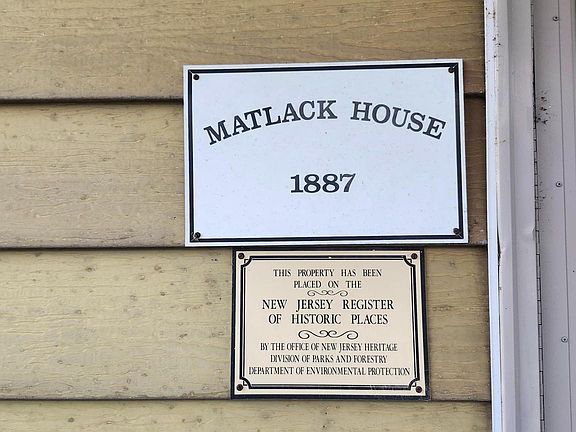 MATLACK HOUSE
1887
THIS PROPERTY HAS BEEN
PLACED ON THE
NEW JERSEY REGISTER
OF HISTORIC PLACES
BY THE OFFICE OF NEW JERSEY HERITAGE
DIVISION OF PARKS AND FORESTRY
DEPARTMENT OF ENVIRONMENTAL PROTECTION